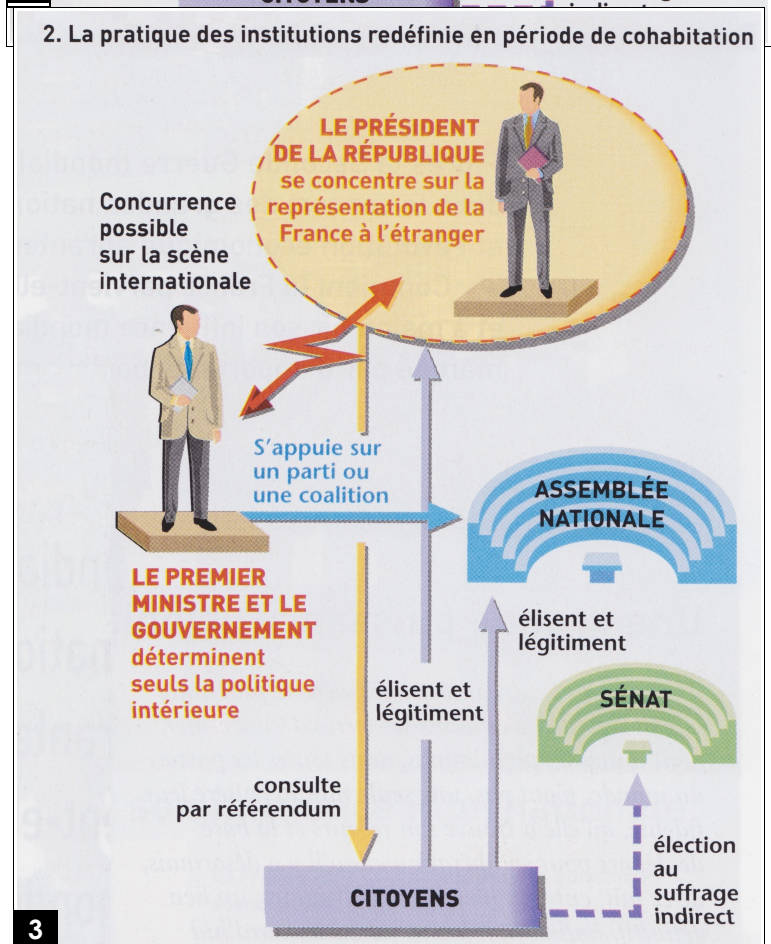 2. La pratique des institutions redéfinie en période de cohabitation
LE PRÉSIDENT
DE LA RÉPUBLIQUE
se concentre sur la
représentation de la
France à l'étranger
Concurrence
possible
sur la scène
internationale
S'appuie sur
un parti ou
une coalition
ASSEMBLÉE
NATIONALE
LE PREMIER
MINISTRE ET LE
GOUVERNEMENT
déterminent
seuls la politique
intérieure
élisent et
légitiment
SÉNAT
élisent et
légitiment
consulte
par référendum
CITOYENS
élection
au
suffrage
indirect
3